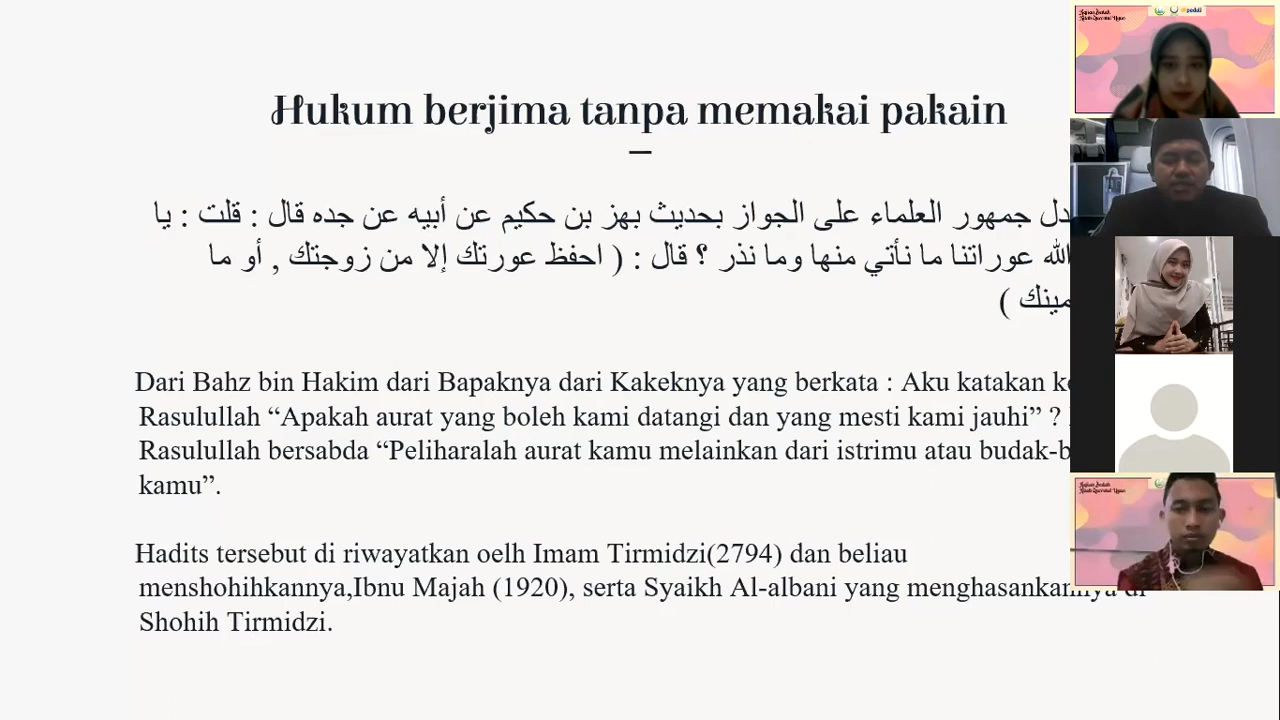 Hukum berjima tanpa memakai pakain
دل جمهور العلماء على الجواز بحديث بهز بن حكيم عن أبيه عن جده قال : قلت : يا
الله عوراتنا ما نأتي منها وما نذر ؟ قال : ( احفظ عورتك إلا من زوجتك , أو ما
مينك )
Dari Bahz bin Hakim dari Bapaknya dari Kakeknya yang berkata : Aku katakan ke
Rasulullah “Apakah aurat yang boleh kami datangi dan yang mesti kami jauhi” ?
Rasulullah bersabda “Peliharalah aurat kamu melainkan dari istrimu atau budak-b
kamu”.
Hadits tersebut di riwayatkan oelh Imam Tirmidzi(2794) dan beliau
menshohihkannya,Ibnu Majah (1920), serta Syaikh Al-albani yang menghasankannya di
Shohih Tirmidzi.